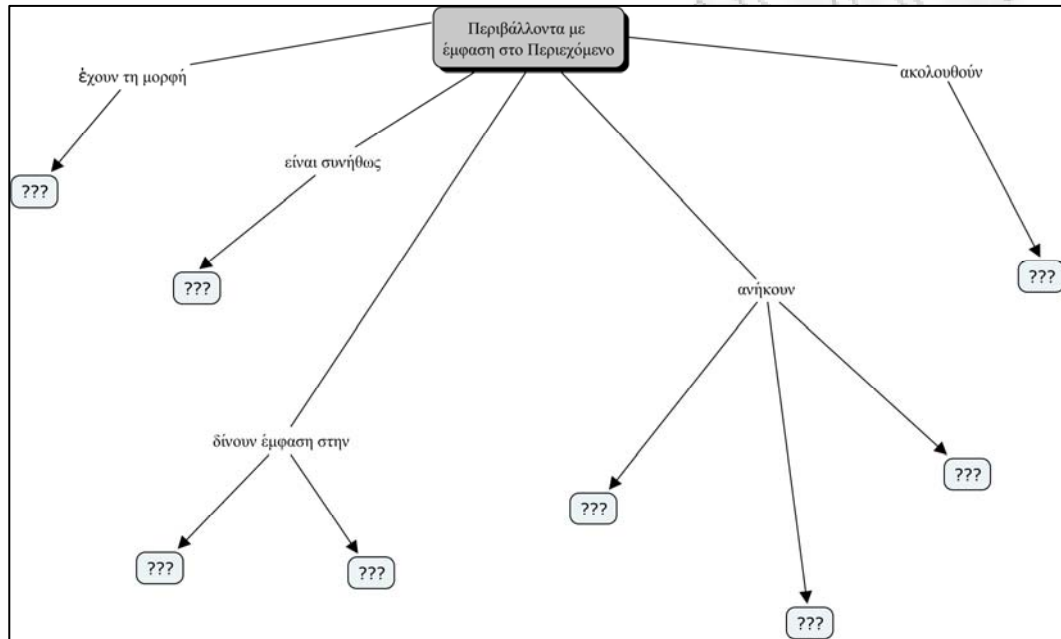 Περιβάλλοντα με
έμφαση στο Περιεχόμενο
έχουν τη μορφή
ακολουθούν
???
είναι συνήθως
???
???
ανήκουν
δίνουν έμφαση στην
???
???
???
???
???